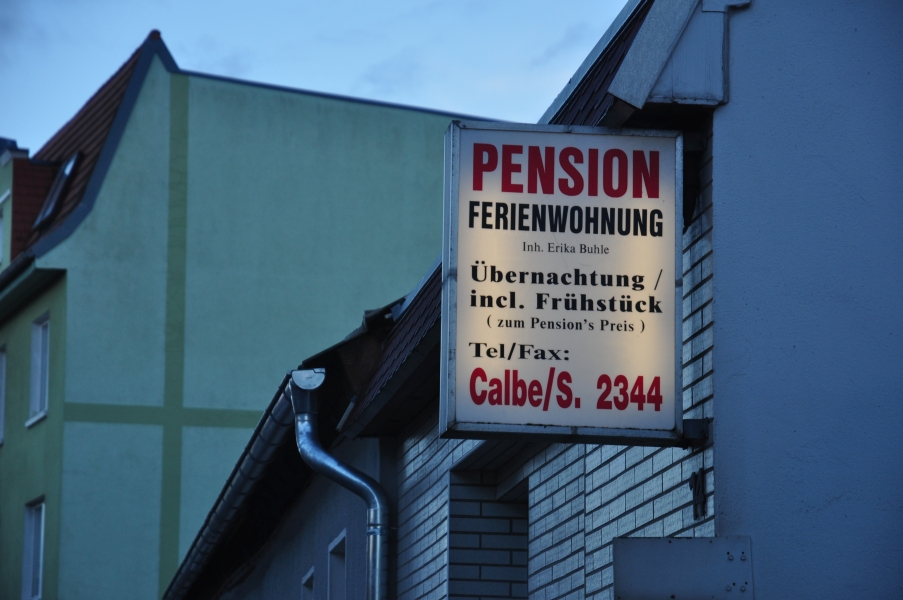 PENSION
FERIENWOHNUNG
Inh. Erika Buhle
Übernachtung /
incl. Frühstück
( zum Pension's Preis )
Tel/Fax:
Calbe/S. 2344